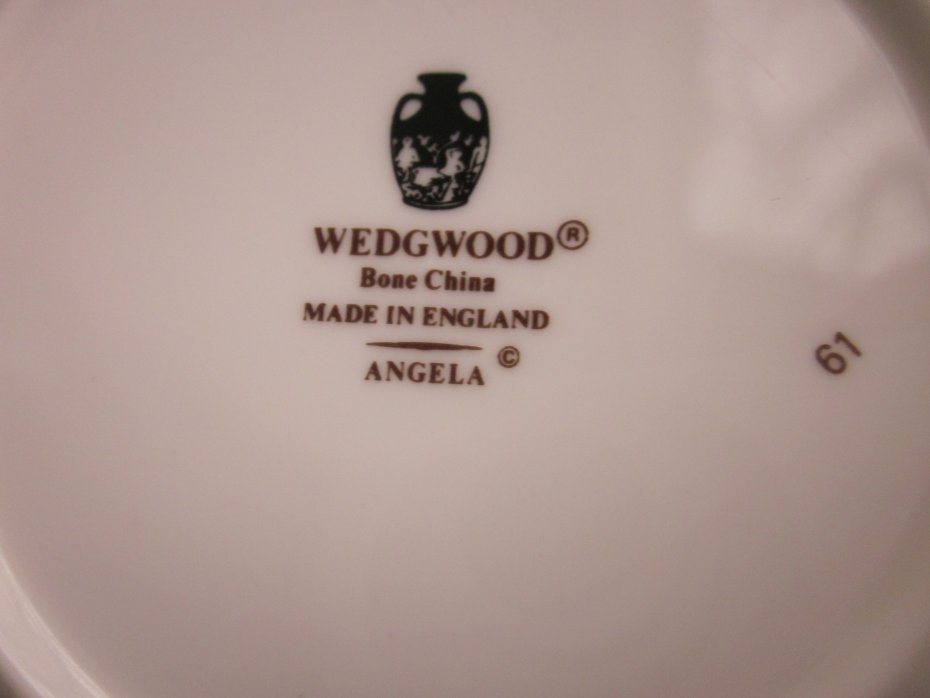 WEDGWOOD®
Bone China
MADE IN ENGLAND
ANGELA ©
61